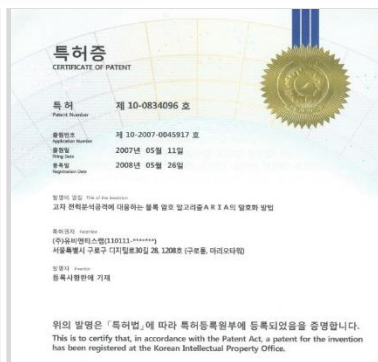 특허증
CERTIFICATE OF PATENT
특 허 제 10-0834096 호
Patent Number
출원번호 제 10-2007-0045917 호
Application Number
출원일 2007년 05월 11일
Filing Date
등록일 2008년 05월 26일
Registration Date
발명의 명칭 Title of the Invention
고차 전력분석공격에 대응하는 블록 암호 알고리즘ARIA의 암호화 방법
특허권자 Patentee
(주)유비엔티스랩(110111-*******)
서울특별시 구로구 디지털로30길 28, 1208호 (구로동, 마리오타워)
발명자 Inventor
등록사항란에 기재
위의 발명은 「특허법」에 따라 특허등록원부에 등록되었음을 증명합니다.
This is to certify that, in accordance with the Patent Act, a patent for the invention
has been registered at the Korean Intellectual Property Office.